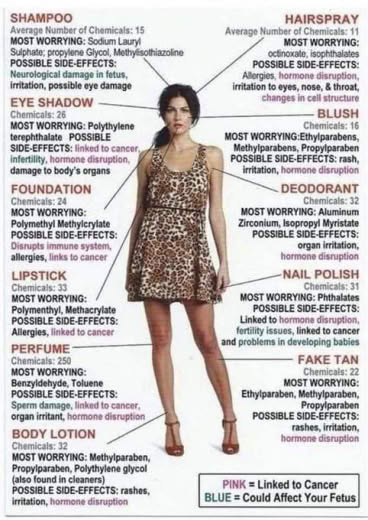 SHAMPOO
Average Number of Chemicals: 15
MOST WORRYING: Sodium Lauryl
Sulphate; propylene Glycol, Methylisothiazoline
POSSIBLE SIDE-EFFECTS:
Neurological damage in fetus,
irritation, possible eye damage
EYE SHADOW
Chemicals: 26
MOST WORRYING: Polythylene
terephthalate POSSIBLE
SIDE-EFFECTS: linked to cancer,
infertility, hormone disruption,
damage to body's organs
FOUNDATION
Chemicals: 24
MOST WORRYING:
Polymethyl Methylcrylate
POSSIBLE SIDE-EFFECTS:
Disrupts immune system,
allergies, links to cancer
LIPSTICK
Chemicals: 33
MOST WORRYING:
Polymenthyl, Methacrylate
POSSIBLE SIDE-EFFECTS:
Allergies, linked to cancer
PERFUME
Chemicals: 250
MOST WORRYING:
Benzyldehyde, Toluene
POSSIBLE SIDE-EFFECTS:
Sperm damage, linked to cancer,
organ irritant, hormone disruption
BODY LOTION
Chemicals: 32
MOST WORRYING: Methylparaben,
Propylparaben, Polythylene glycol
(also found in cleaners)
POSSIBLE SIDE-EFFECTS: rashes,
irritation, hormone disruption
HAIRSPRAY
Average Number of Chemicals: 11
MOST WORRYING:
octinoxate, isophthalates
POSSIBLE SIDE-EFFECTS:
Allergies, hormone disruption,
irritation to eyes, nose, & throat,
changes in cell structure
BLUSH
Chemicals: 16
MOST WORRYING:Ethylparabens,
Methylparabens, Propylparaben
POSSIBLE SIDE-EFFECTS: rash,
irritation, hormone disruption
DEODORANT
Chemicals: 32
MOST WORRYING: Aluminum
Zirconium, Isopropyl Myristate
POSSIBLE SIDE-EFFECTS:
organ irritation,
hormone disruption
NAIL POLISH
Chemicals: 31
MOST WORRYING: Phthalates
POSSIBLE SIDE-EFFECTS:
Linked to hormone disruption,
fertility issues, linked to cancer
and problems in developing babies
FAKE TAN
Chemicals: 22
MOST WORRYING:
Ethylparaben, Methylparaben,
Propylparaben
POSSIBLE SIDE-EFFECTS:
rashes, irritation,
hormone disruption
PINK = Linked to Cancer
BLUE = Could Affect Your Fetus